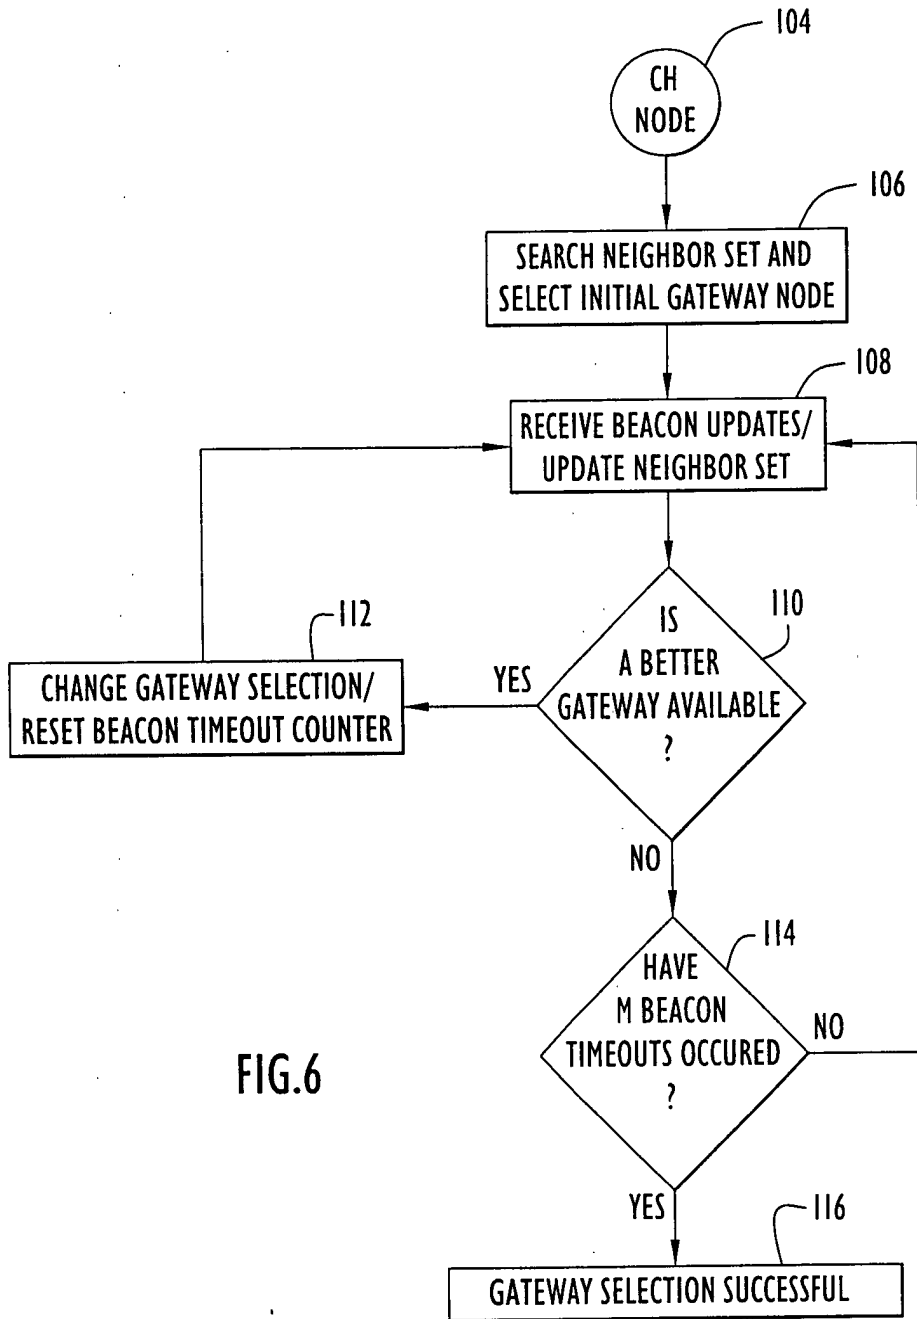 104
CH
NODE
106
SEARCH NEIGHBOR SET AND
SELECT INITIAL GATEWAY NODE
108
RECEIVE BEACON UPDATES/
UPDATE NEIGHBOR SET
110
IS
A BETTER
GATEWAY AVAILABLE
?
YES
112
CHANGE GATEWAY SELECTION/
RESET BEACON TIMEOUT COUNTER
NO
114
HAVE
M BEACON
TIMEOUTS OCCURED
?
NO
FIG.6
YES
116
GATEWAY SELECTION SUCCESSFUL